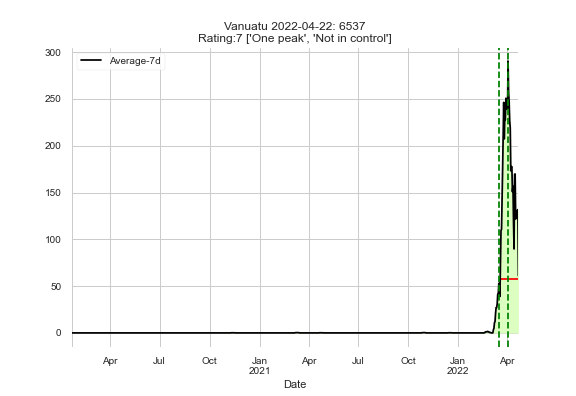 Vanuatu 2022-04-22: 6537
Rating:7 ['One peak', 'Not in control']
Average-7d
300
250
200
150
100
50
0
Apr Jul Oct Jan Apr Jul Oct Jan Apr
2021 2022
Date